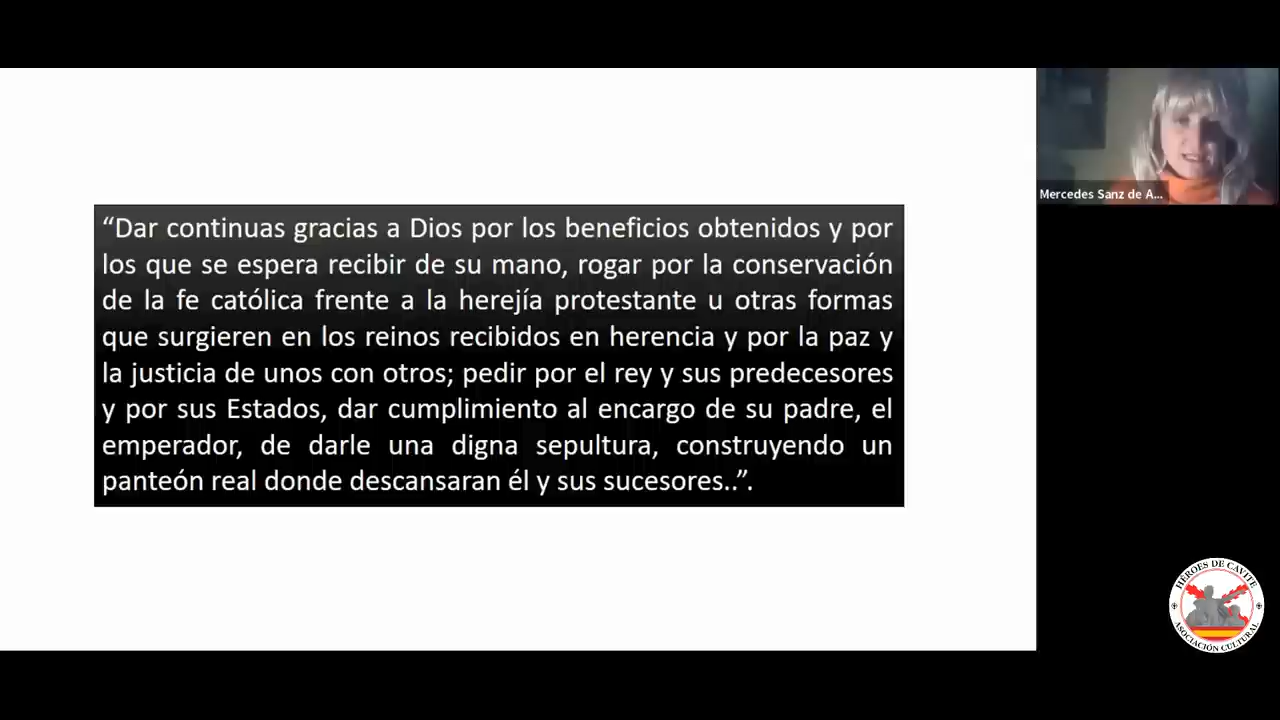 “Dar continuas gracias a Dios por los beneficios obtenidos y por
los que se espera recibir de su mano, rogar por la conservación
de la fe católica frente a la herejía protestante u otras formas
que surgieren en los reinos recibidos en herencia y por la paz y
la justicia de unos con otros; pedir por el rey y sus predecesores
y por sus Estados, dar cumplimiento al encargo de su padre, el
emperador, de darle una digna sepultura, construyendo un
panteón real donde descansaran él y sus sucesores..”.
Mercedes Sanz de A...
HÉROES DE CAVITE
ASOCIACIÓN CULTURAL